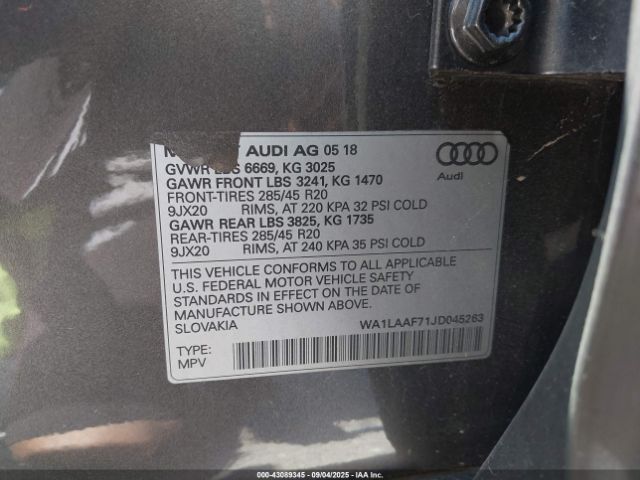 AUDI AG 05 18
GVWR LBS 6669, KG 3025
GAWR FRONT LBS 3241, KG 1470
FRONT-TIRES 285/45 R20
9JX20 RIMS, AT 220 KPA 32 PSI COLD
GAWR REAR LBS 3825, KG 1735
REAR-TIRES 285/45 R20
9JX20 RIMS, AT 240 KPA 35 PSI COLD
Audi
THIS VEHICLE CONFORMS TO ALL APPLICABLE
U.S. FEDERAL MOTOR VEHICLE SAFETY
STANDARDS IN EFFECT ON THE DATE OF
MANUFACTURE SHOWN ABOVE.
SLOVAKIA WA1LAAF71JD045263
TYPE:
MPV
000-43089345 - 09/04/2025 - IAAI.COM